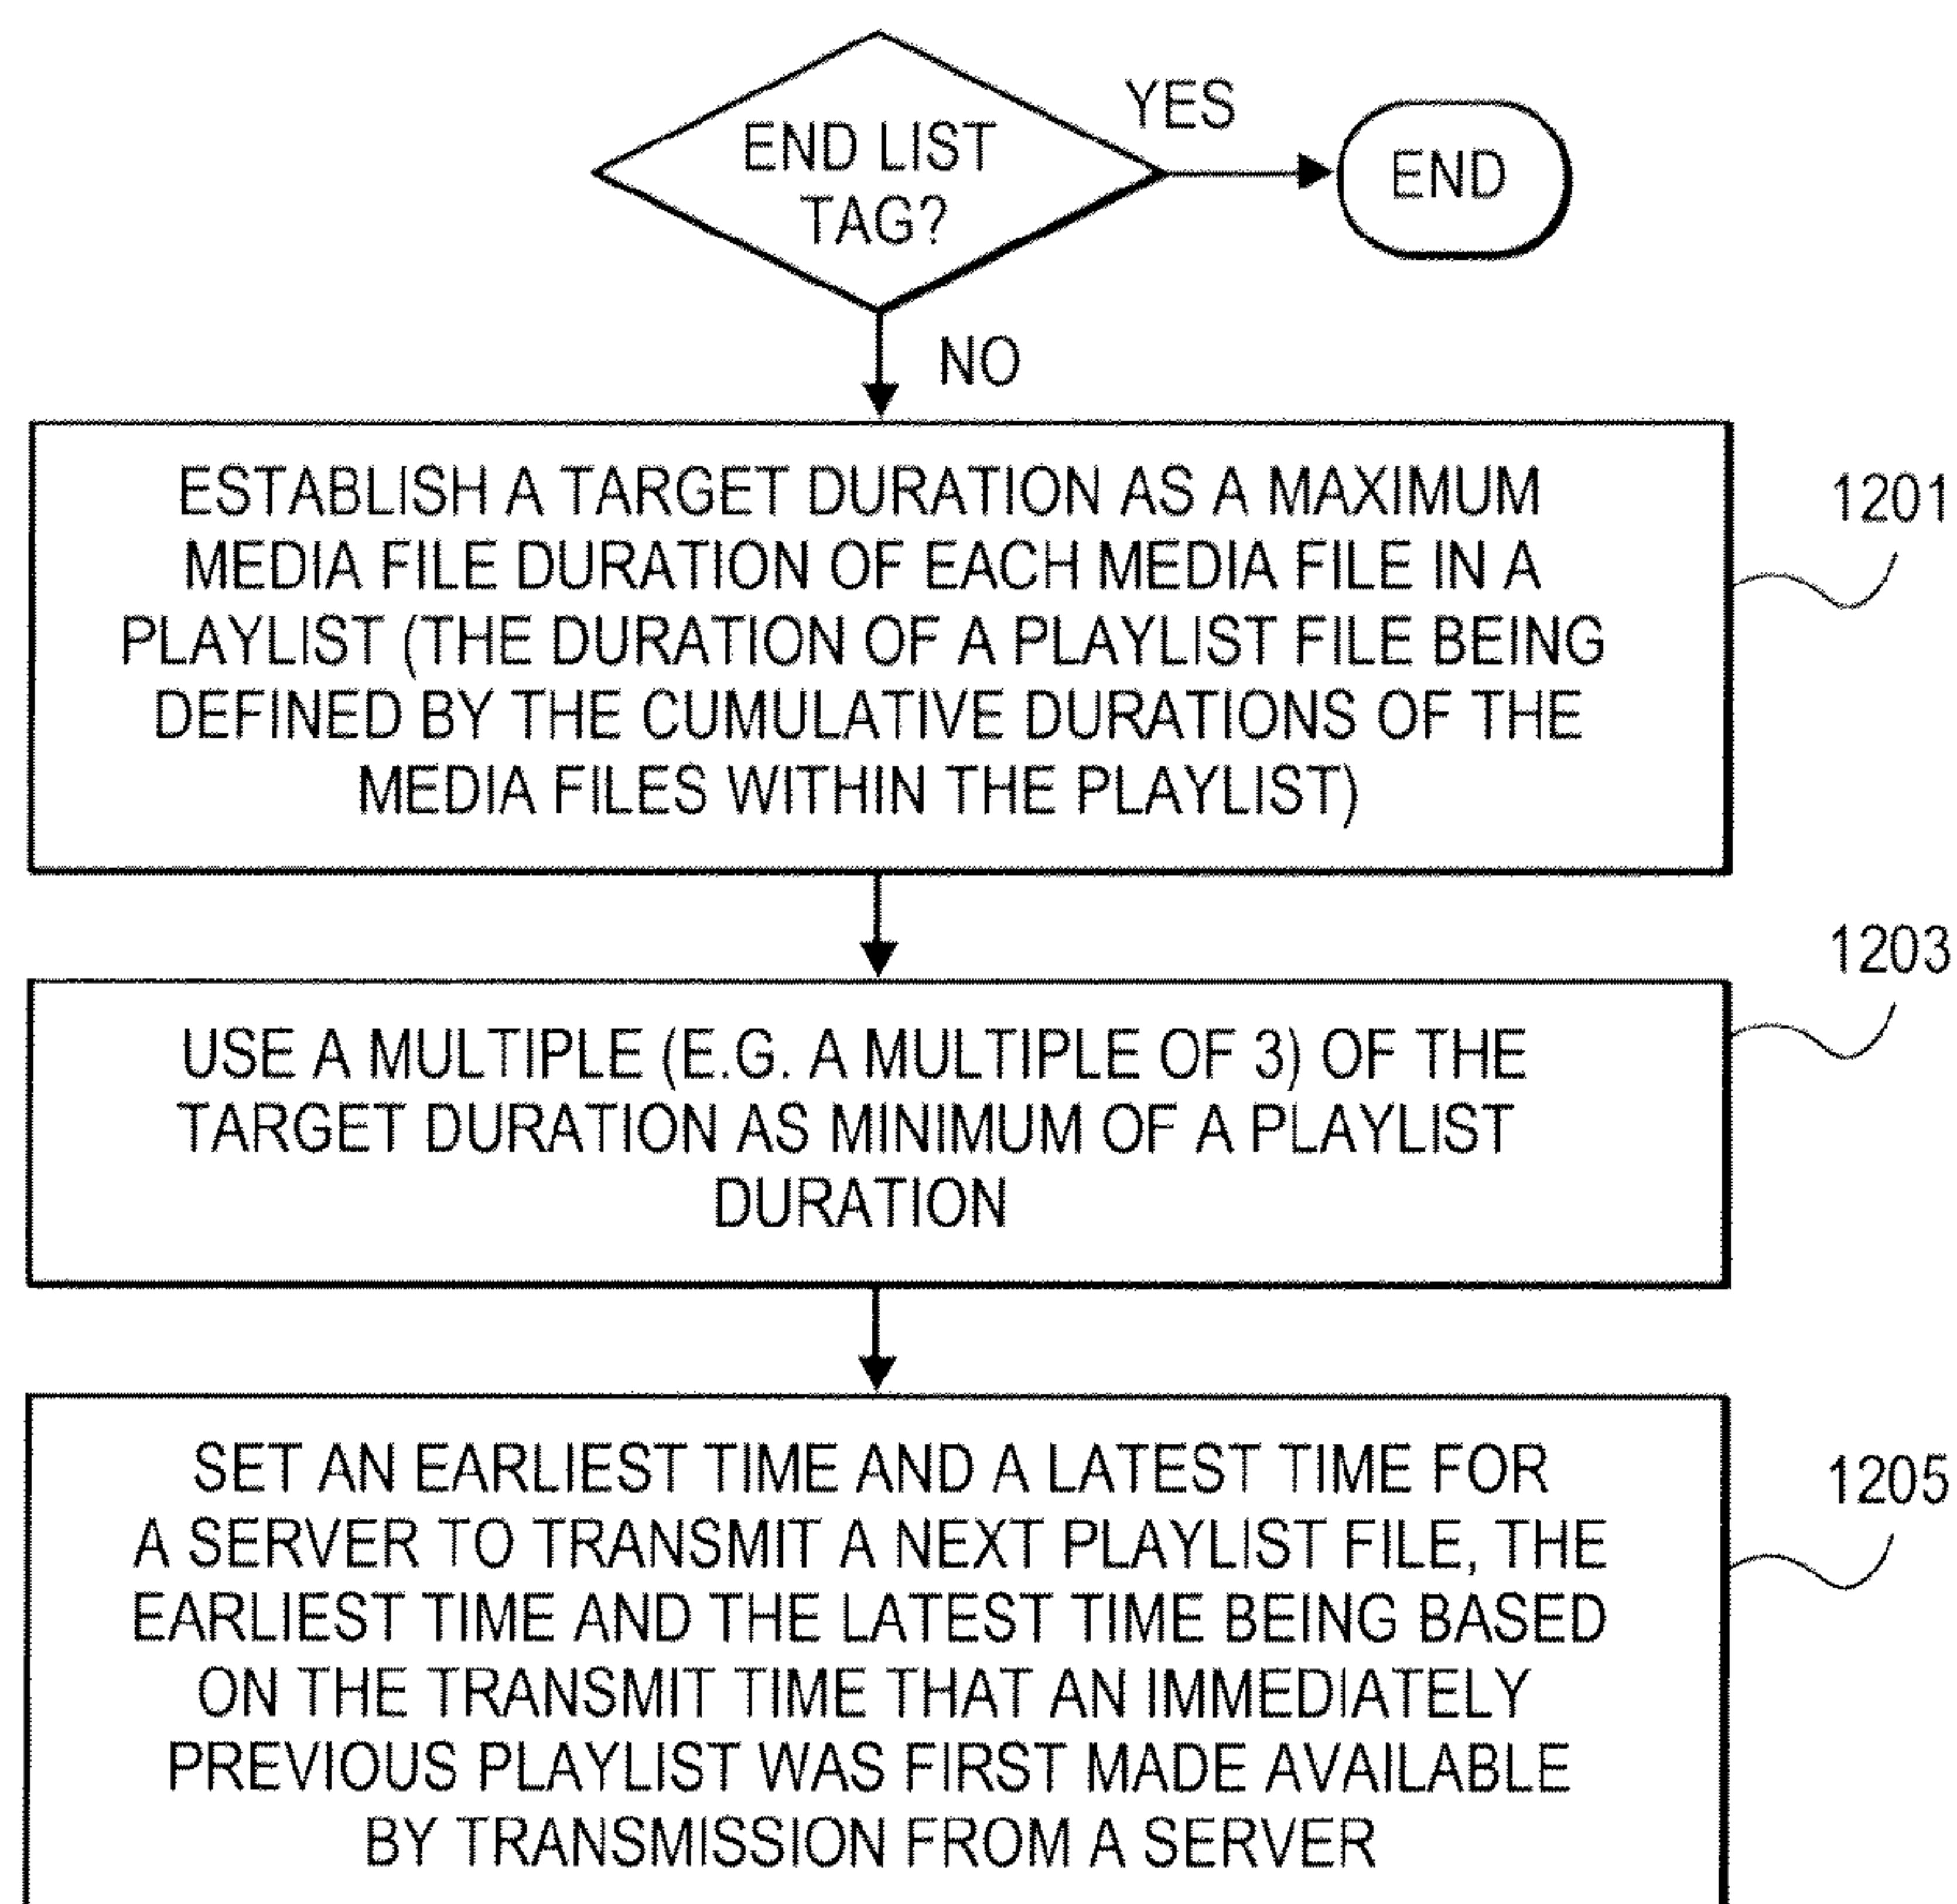 END LIST
TAG?
YES
END
NO
ESTABLISH A TARGET DURATION AS A MAXIMUM
MEDIA FILE DURATION OF EACH MEDIA FILE IN A
PLAYLIST (THE DURATION OF A PLAYLIST FILE BEING
DEFINED BY THE CUMULATIVE DURATIONS OF THE
MEDIA FILES WITHIN THE PLAYLIST)
1201
USE A MULTIPLE (E.G. A MULTIPLE OF 3) OF THE
TARGET DURATION AS MINIMUM OF A PLAYLIST
DURATION
1203
SET AN EARLIEST TIME AND A LATEST TIME FOR
A SERVER TO TRANSMIT A NEXT PLAYLIST FILE, THE
EARLIEST TIME AND THE LATEST TIME BEING BASED
ON THE TRANSMIT TIME THAT AN IMMEDIATELY
PREVIOUS PLAYLIST WAS FIRST MADE AVAILABLE
BY TRANSMISSION FROM A SERVER
1205